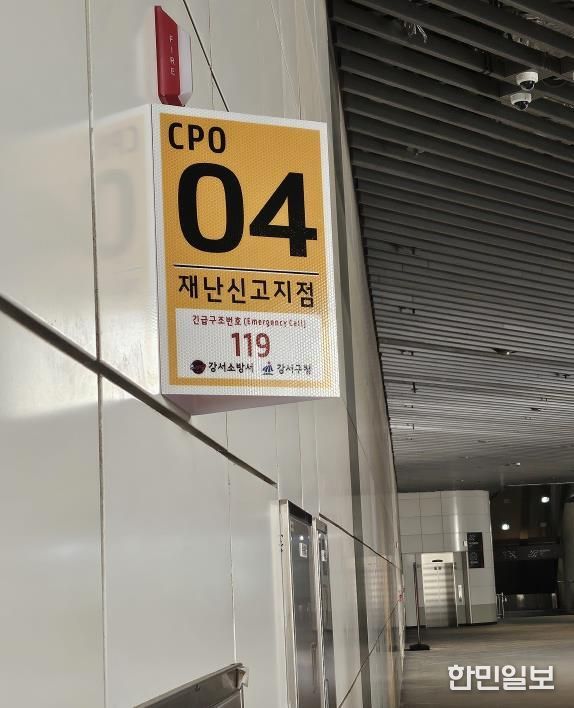 FIRE
CPO
04
재난신고지점
긴급구조번호 (Emergency Call)
119
강서소방서 강서구청
한민일보